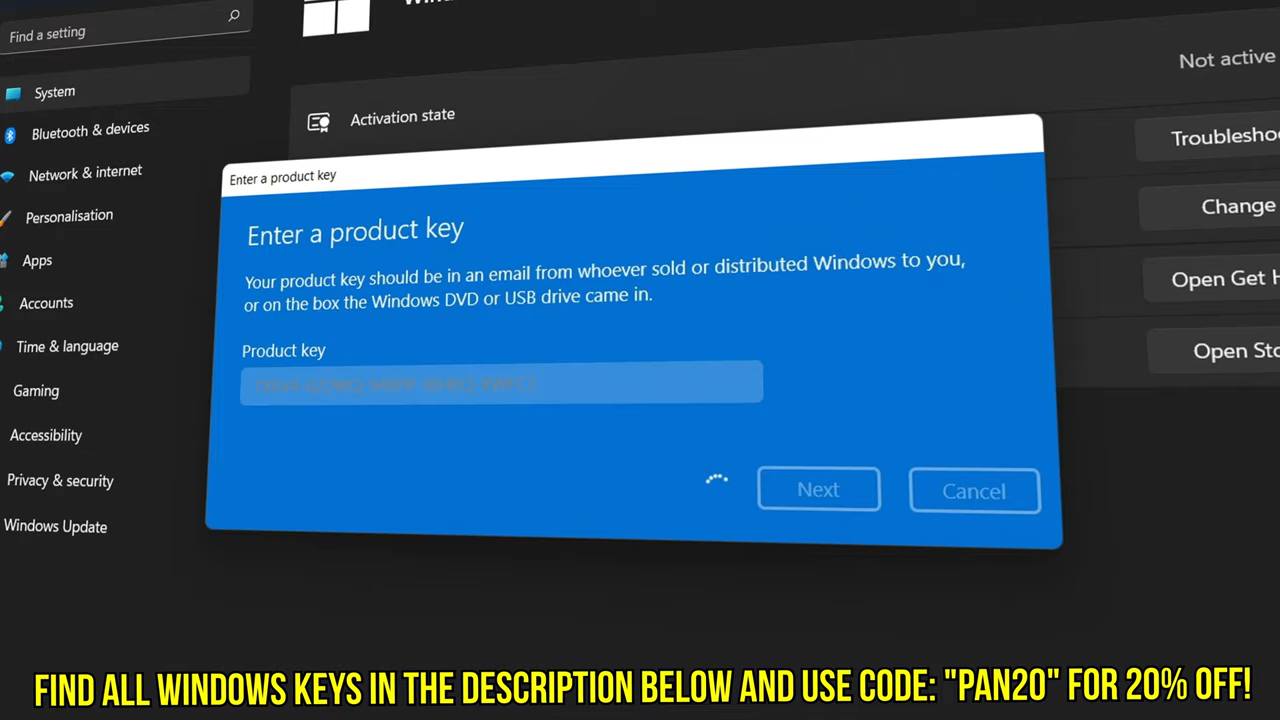 Find a setting
System
Bluetooth & devices
Network & internet
Personalisation
Apps
Accounts
Time & language
Gaming
Accessibility
Privacy & security
Windows Update
Activation state
Not active
Enter a product key
Enter a product key
Your product key should be in an email from whoever sold or distributed Windows to you,
or on the box the Windows DVD or USB drive came in.
Product key
Next
Cancel
Change
Open Get
FIND ALL WINDOWS KEYS IN THE DESCRIPTION BELOW AND USE CODE: "PAN20" FOR 20% OFF!